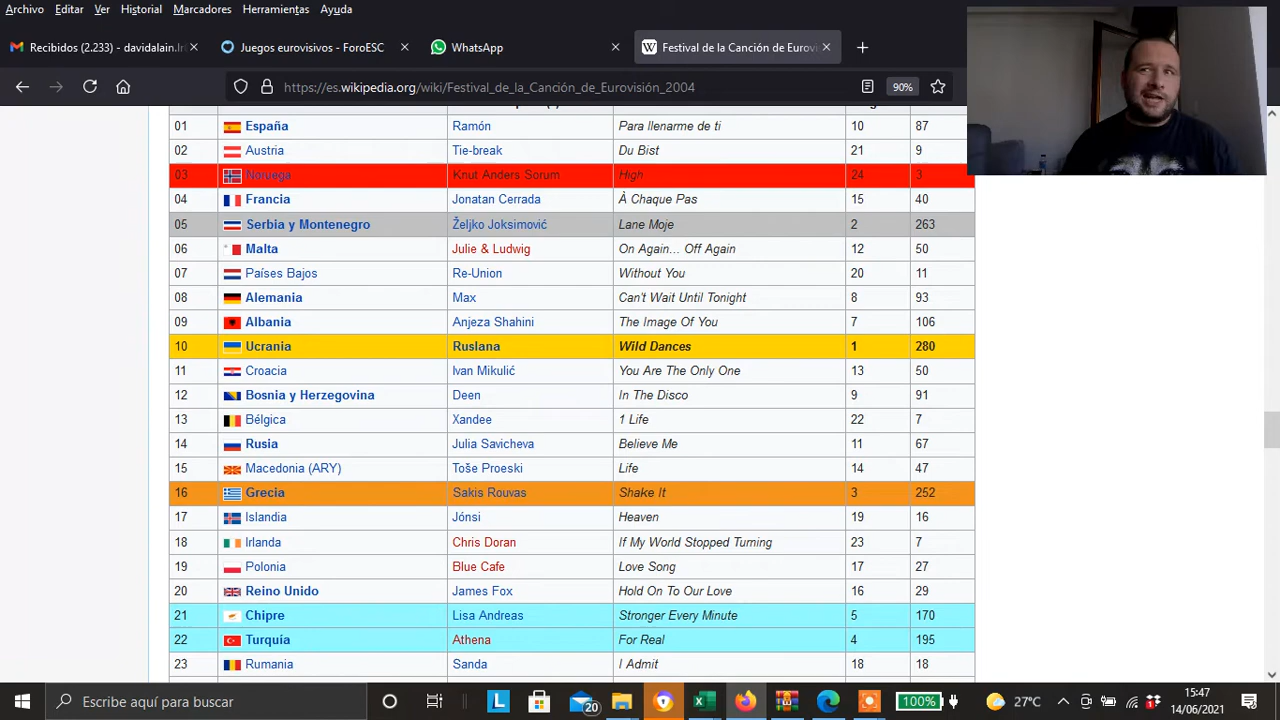 Archivo Editar Ver Historial Marcadores Herramientas Ayuda
Recibidos (2.233) - davidalain.lm
Juegos eurovisivos - ForoESC
WhatsApp
W Festival de la Canción de Eurovi
https://es.wikipedia.org/wiki/Festival_de_la_Canción_de_Eurovisión_2004
90%
01 España Ramón Para llenarme de ti 10 87
02 Austria Tie-break Du Bist 21 9
03 Noruega Knut Anders Sorum High 24 3
04 Francia Jonatan Cerrada À Chaque Pas 15 40
05 Serbia y Montenegro Željko Joksimović Lane Moje 2 263
06 Malta Julie & Ludwig On Again… Off Again 12 50
07 Países Bajos Re-Union Without You 20 11
08 Alemania Max Can't Wait Until Tonight 8 93
09 Albania Anjeza Shahini The Image Of You 7 106
10 Ucrania Ruslana Wild Dances 1 280
11 Croacia Ivan Mikulić You Are The Only One 13 50
12 Bosnia y Herzegovina Deen In The Disco 9 91
13 Bélgica Xandee 1 Life 22 7
14 Rusia Julia Savicheva Believe Me 11 67
15 Macedonia (ARY) Toše Proeski Life 14 47
16 Grecia Sakis Rouvas Shake It 3 252
17 Islandia Jónsi Heaven 19 16
18 Irlanda Chris Doran If My World Stopped Turning 23 7
19 Polonia Blue Cafe Love Song 17 27
20 Reino Unido James Fox Hold On To Our Love 16 29
21 Chipre Lisa Andreas Stronger Every Minute 5 170
22 Turquía Athena For Real 4 195
23 Rumania Sanda I Admit 18 18
Escribe aquí para buscar
L
20
100%
27°C
15:47
14/06/2021
2